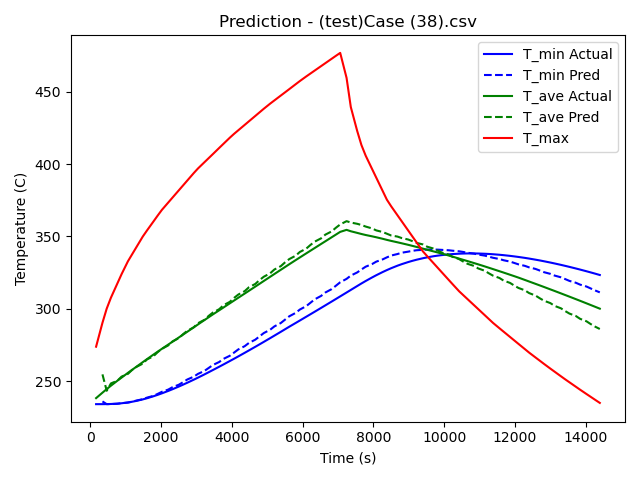 Prediction - (test)Case (38).csv
T_min Actual
T_min Pred
T_ave Actual
T_ave Pred
T_max
Temperature (C)
450
400
350
300
250
0 2000 4000 6000 8000 10000 12000 14000
Time (s)